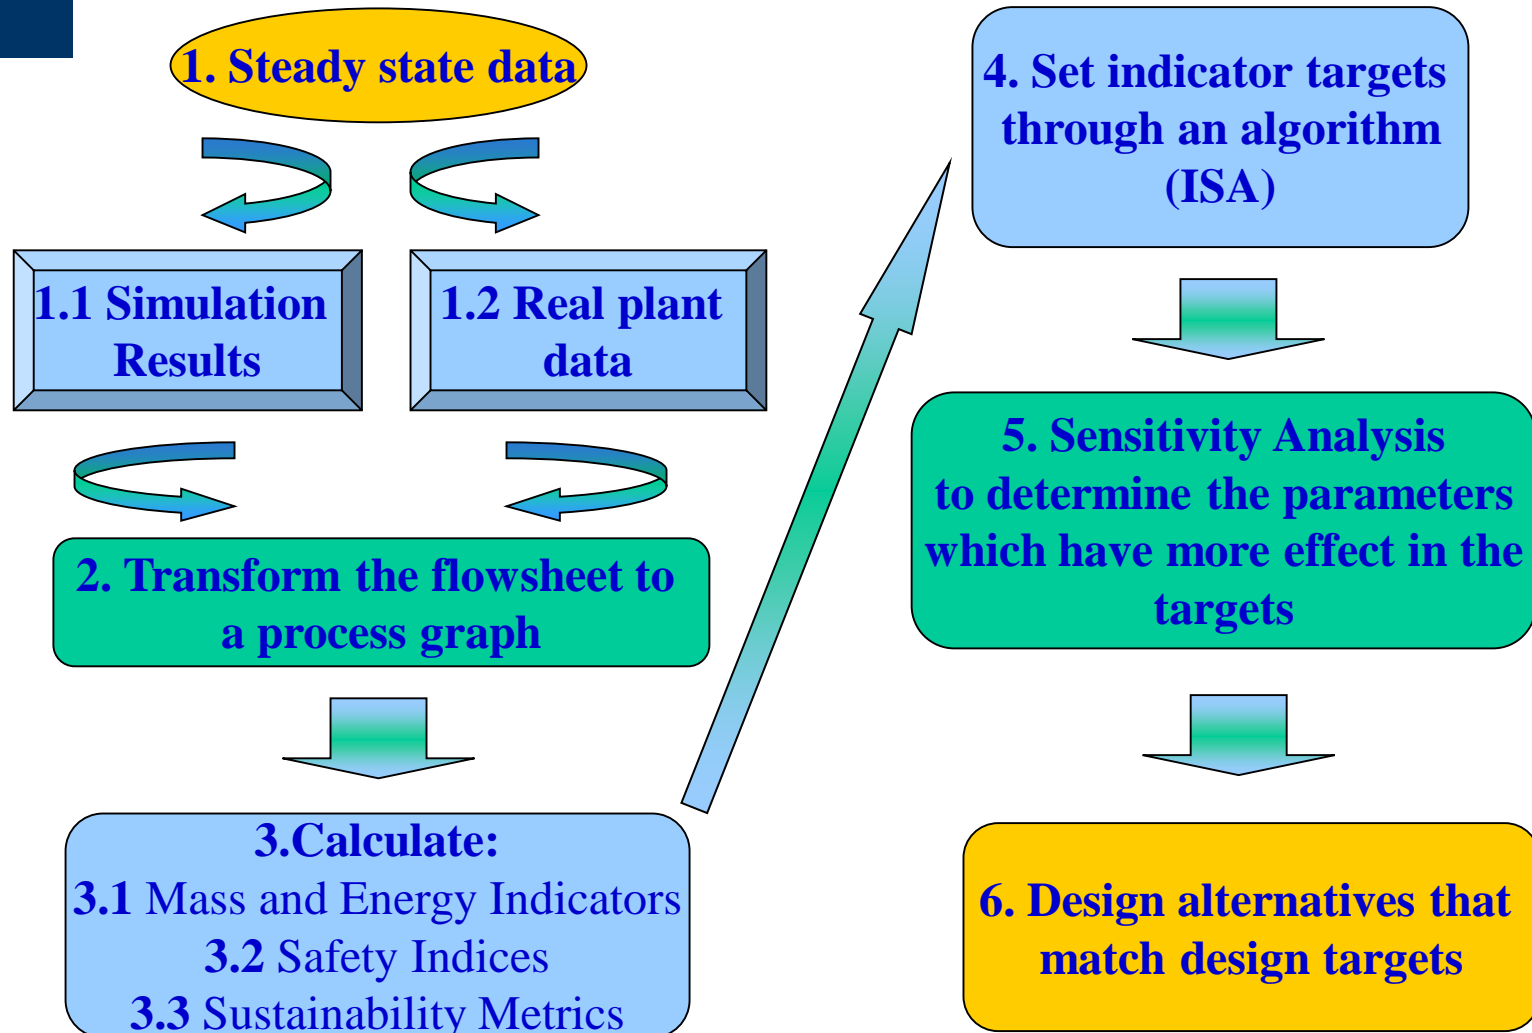 1. Steady state data
1.1 Simulation
Results
1.2 Real plant
data
2. Transform the flowsheet to
a process graph
3.Calculate:
3.1 Mass and Energy Indicators
3.2 Safety Indices
3.3 Sustainability Metrics
4. Set indicator targets
through an algorithm
(ISA)
5. Sensitivity Analysis
to determine the parameters
which have more effect in the
targets
6. Design alternatives that
match design targets